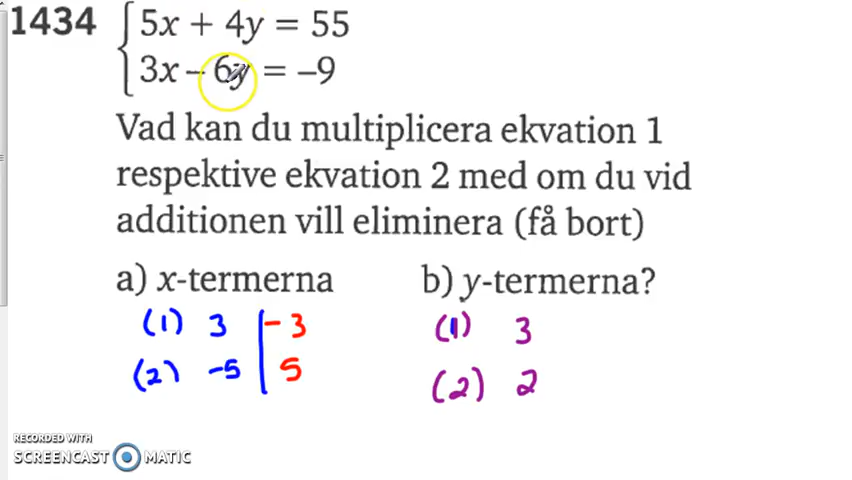 1434 5x + 4y = 55
3x – 6y = –9
Vad kan du multiplicera ekvation 1
respektive ekvation 2 med om du vid
additionen vill eliminera (få bort)
a) x-termerna b) y-termerna?
(1) 3 | -3 (1) 3
(2) -5 | 5 (2) 2
RECORDED WITH
SCREENCAST MATIC